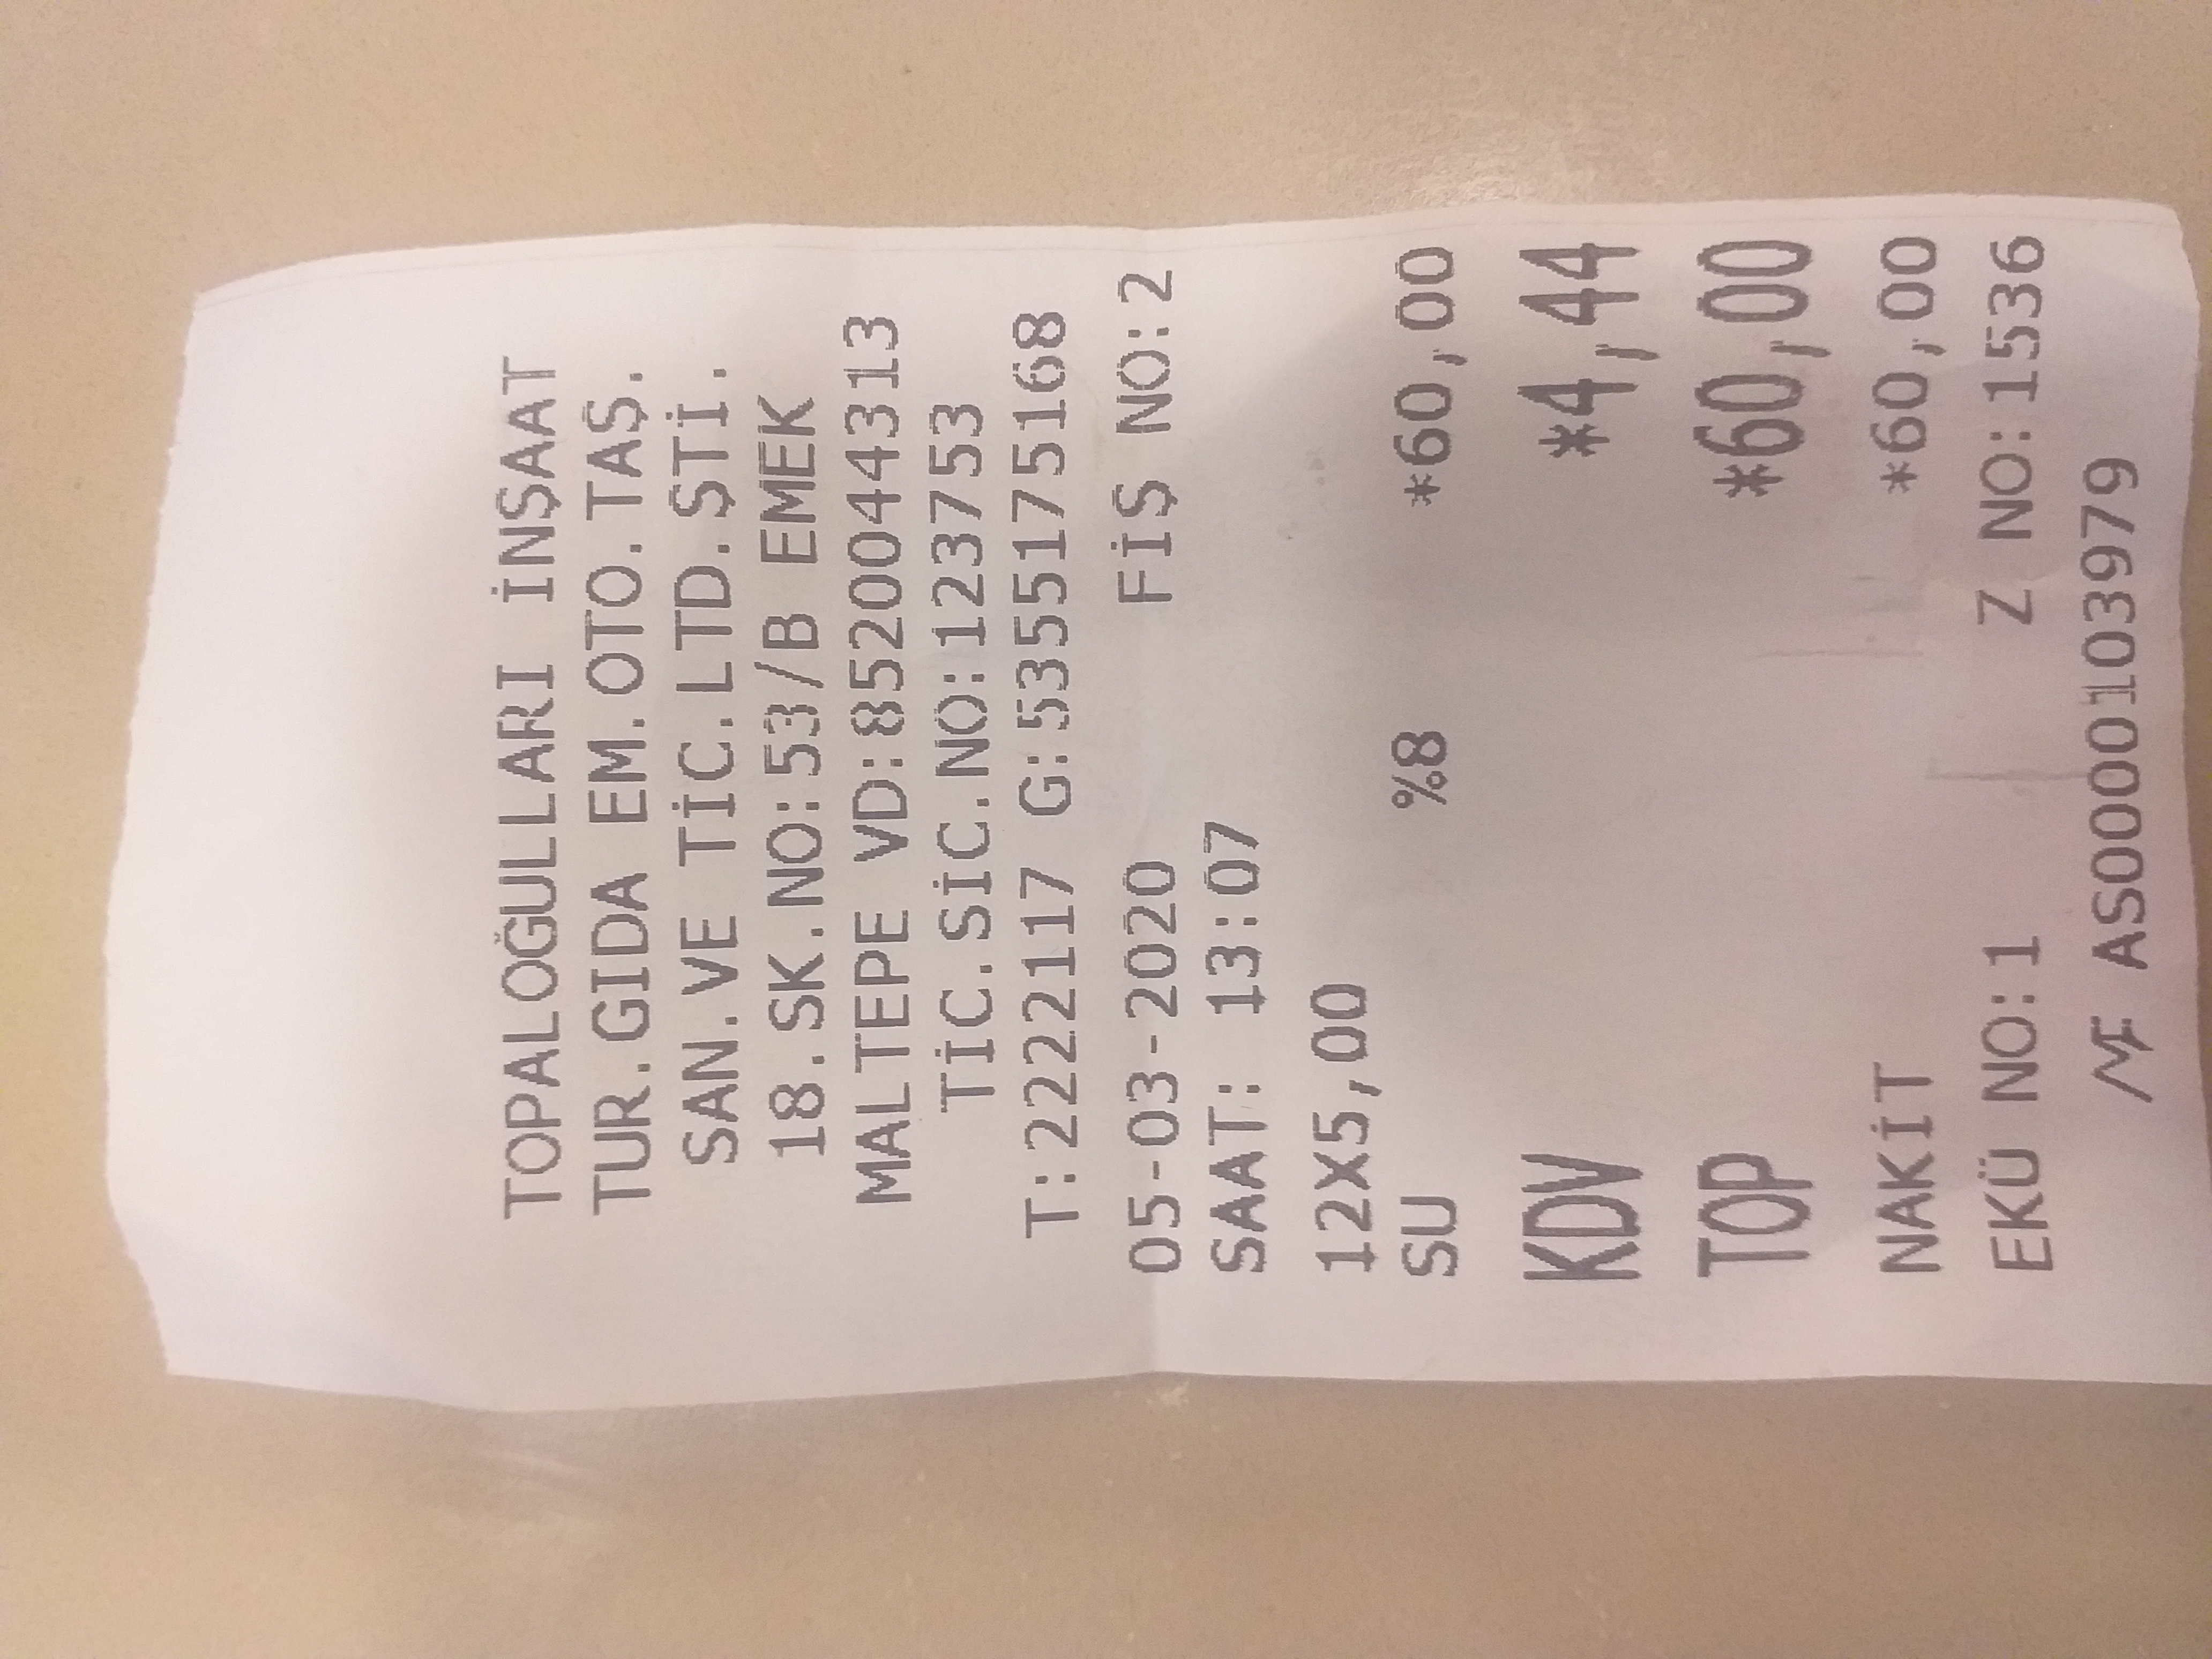 TOPALOĞULLARI İNŞAAT
TUR.GIDA EM.OTO.TAŞ.
SAN.VE TİC.LTD.ŞTİ.
18.SK.NO:53/B EMEK
MALTEPE VD:8520044313
TİC.SİC.NO:123753
T:2222117 G:5355175168
05-03-2020 FİŞ NO:2
SAAT: 13:07
12X5,00
SU %8 *60,00
KDV *4,44
TOP *60,00
NAKİT *60,00
EKÜ NO:1 Z NO:1536
MF AS0000103979